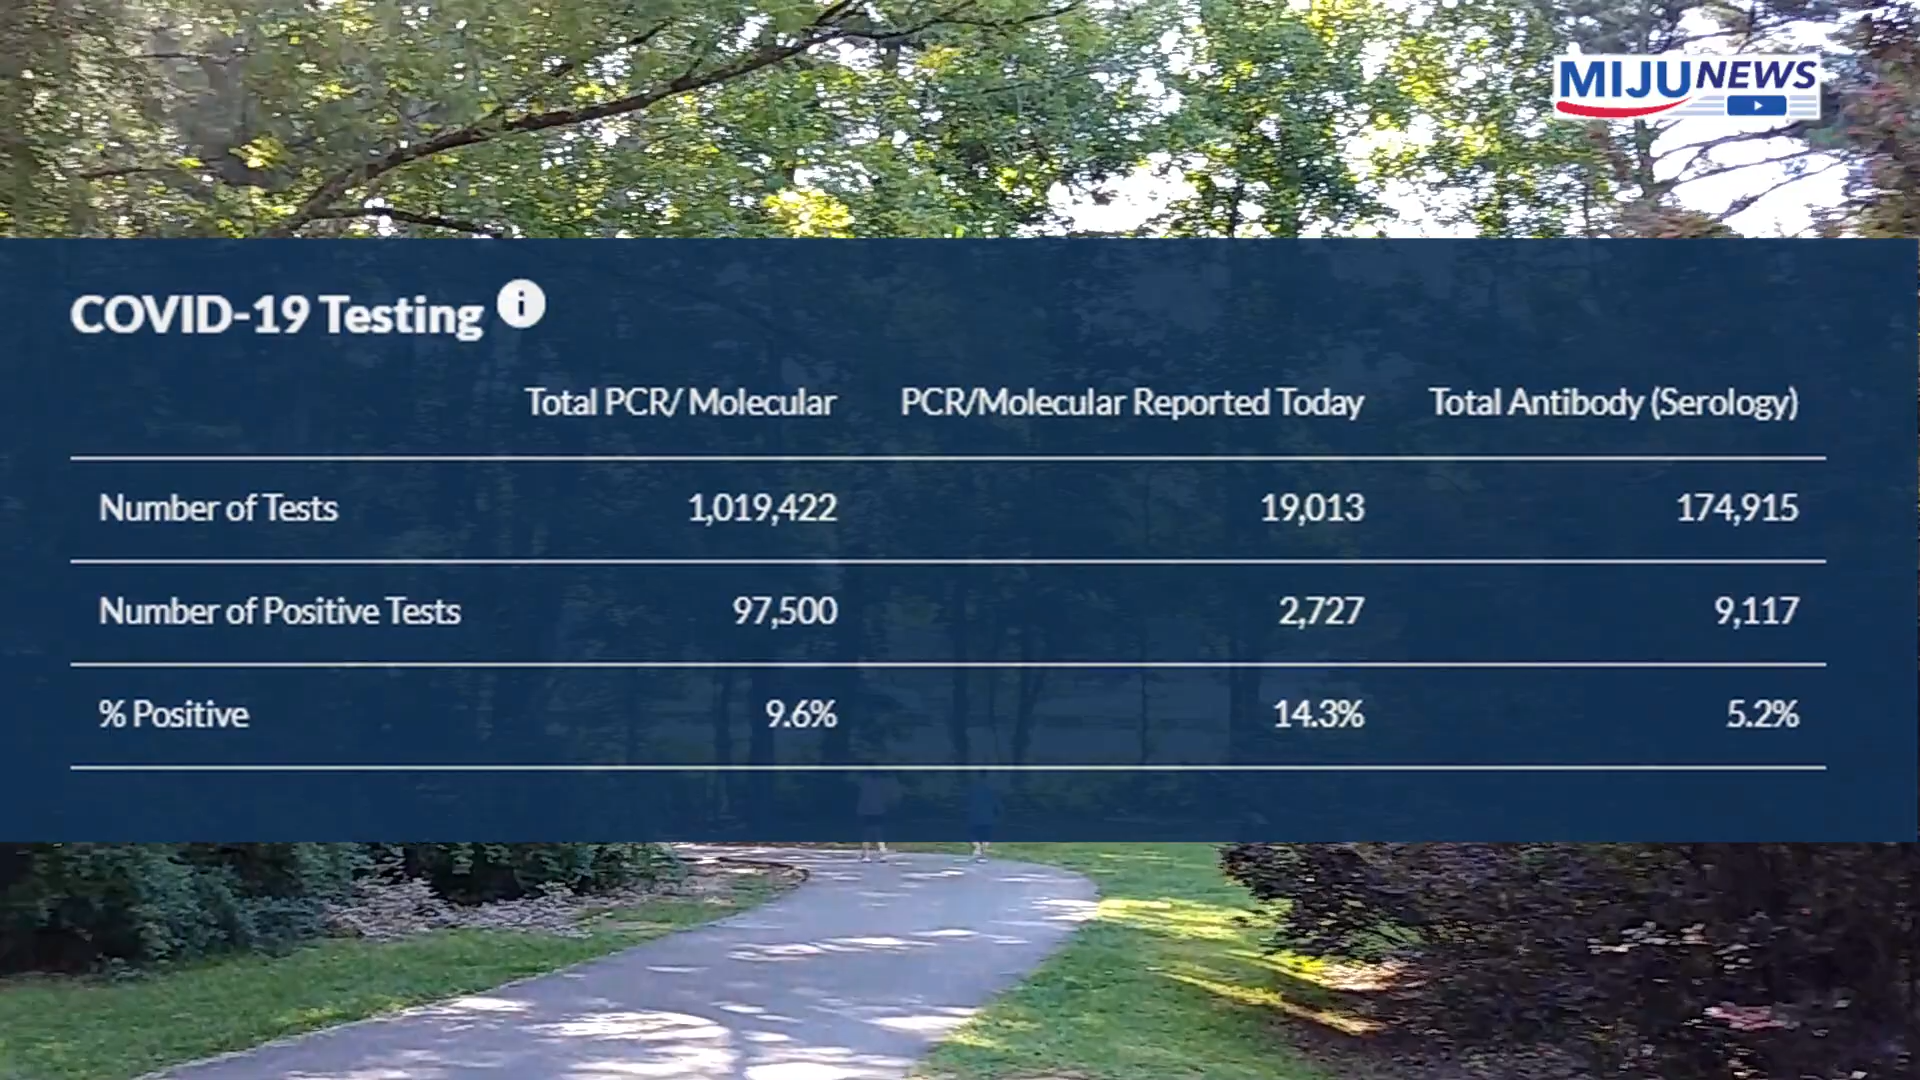 MIJU NEWS
COVID-19 Testing i
Total PCR/ Molecular PCR/Molecular Reported Today Total Antibody (Serology)
Number of Tests 1,019,422 19,013 174,915
Number of Positive Tests 97,500 2,727 9,117
% Positive 9.6% 14.3% 5.2%